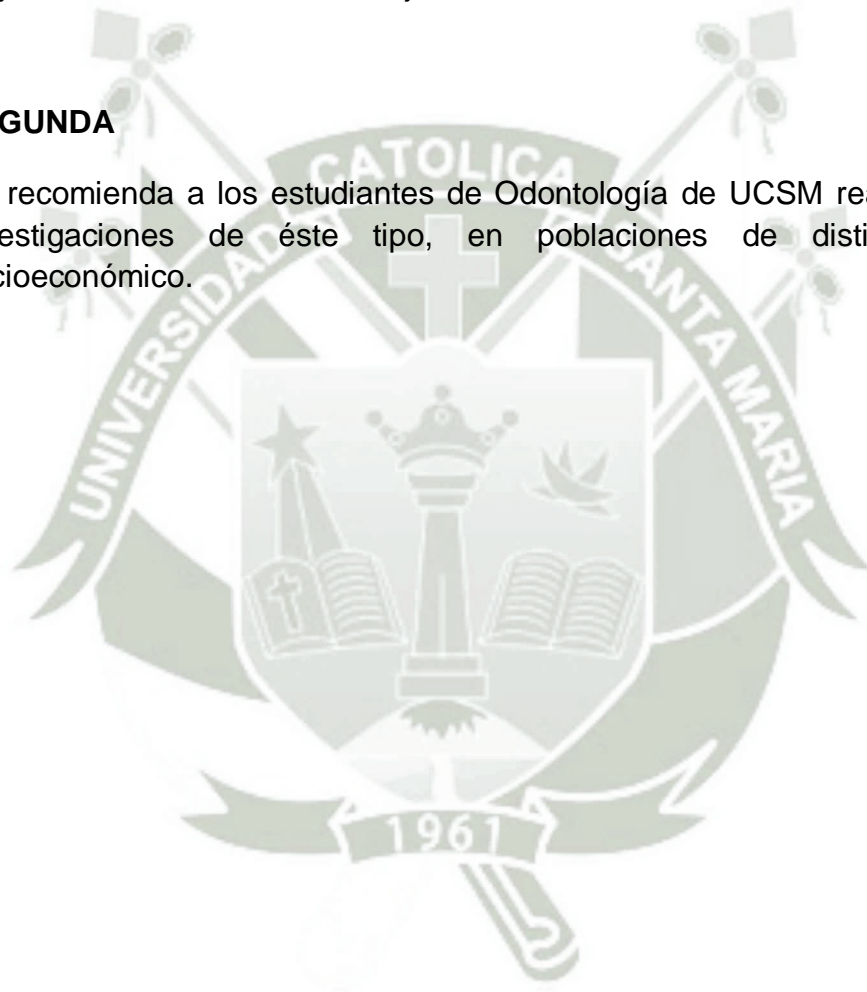 GUNDA
recomienda a los estudiantes de Odontología de UCSM rea
estigaciones de éste tipo, en poblaciones de disti
cioeconómico.
UNIVERSIDAD CATOLICA SANTA MARIA
1961